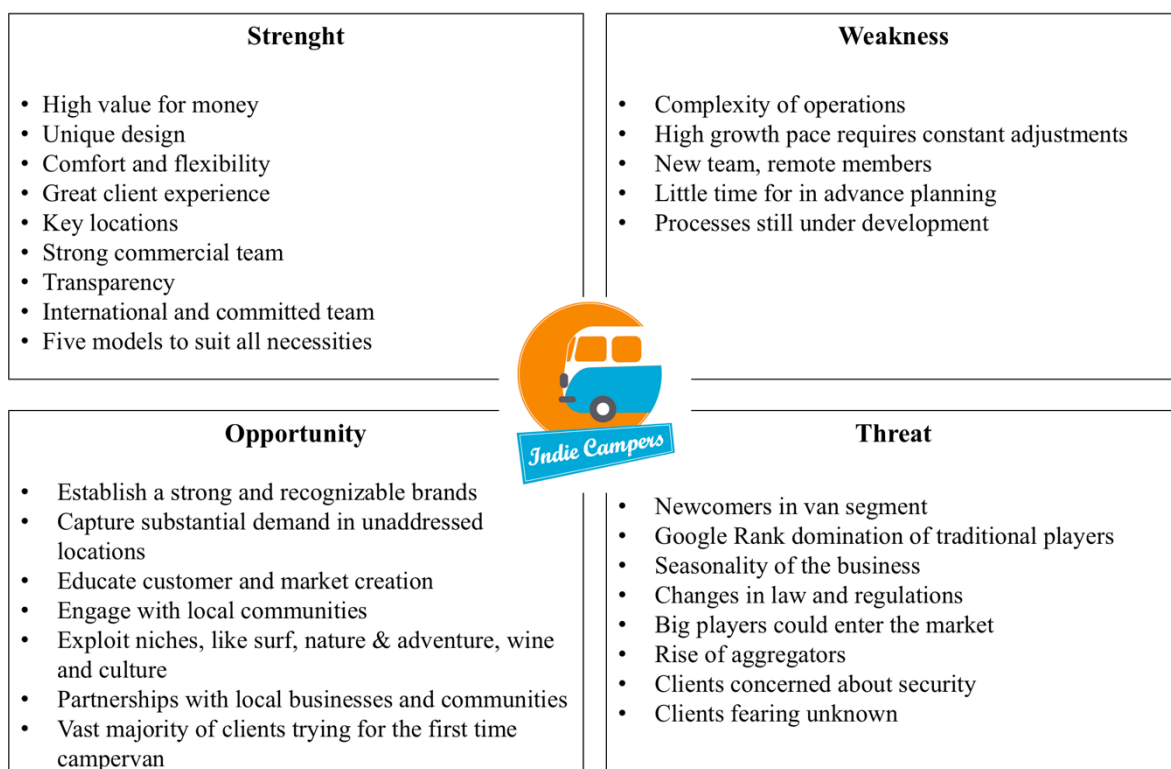 Strenght
• High value for money
• Unique design
• Comfort and flexibility
• Great client experience
• Key locations
• Strong commercial team
• Transparency
• International and committed team
• Five models to suit all necessities
Weakness
• Complexity of operations
• High growth pace requires constant adjustments
• New team, remote members
• Little time for in advance planning
• Processes still under development
Indie Campers
Opportunity
• Establish a strong and recognizable brands
• Capture substantial demand in unaddressed
locations
• Educate customer and market creation
• Engage with local communities
• Exploit niches, like surf, nature & adventure, wine
and culture
• Partnerships with local businesses and communities
• Vast majority of clients trying for the first time
campervan
Threat
• Newcomers in van segment
• Google Rank domination of traditional players
• Seasonality of the business
• Changes in law and regulations
• Big players could enter the market
• Rise of aggregators
• Clients concerned about security
• Clients fearing unknown